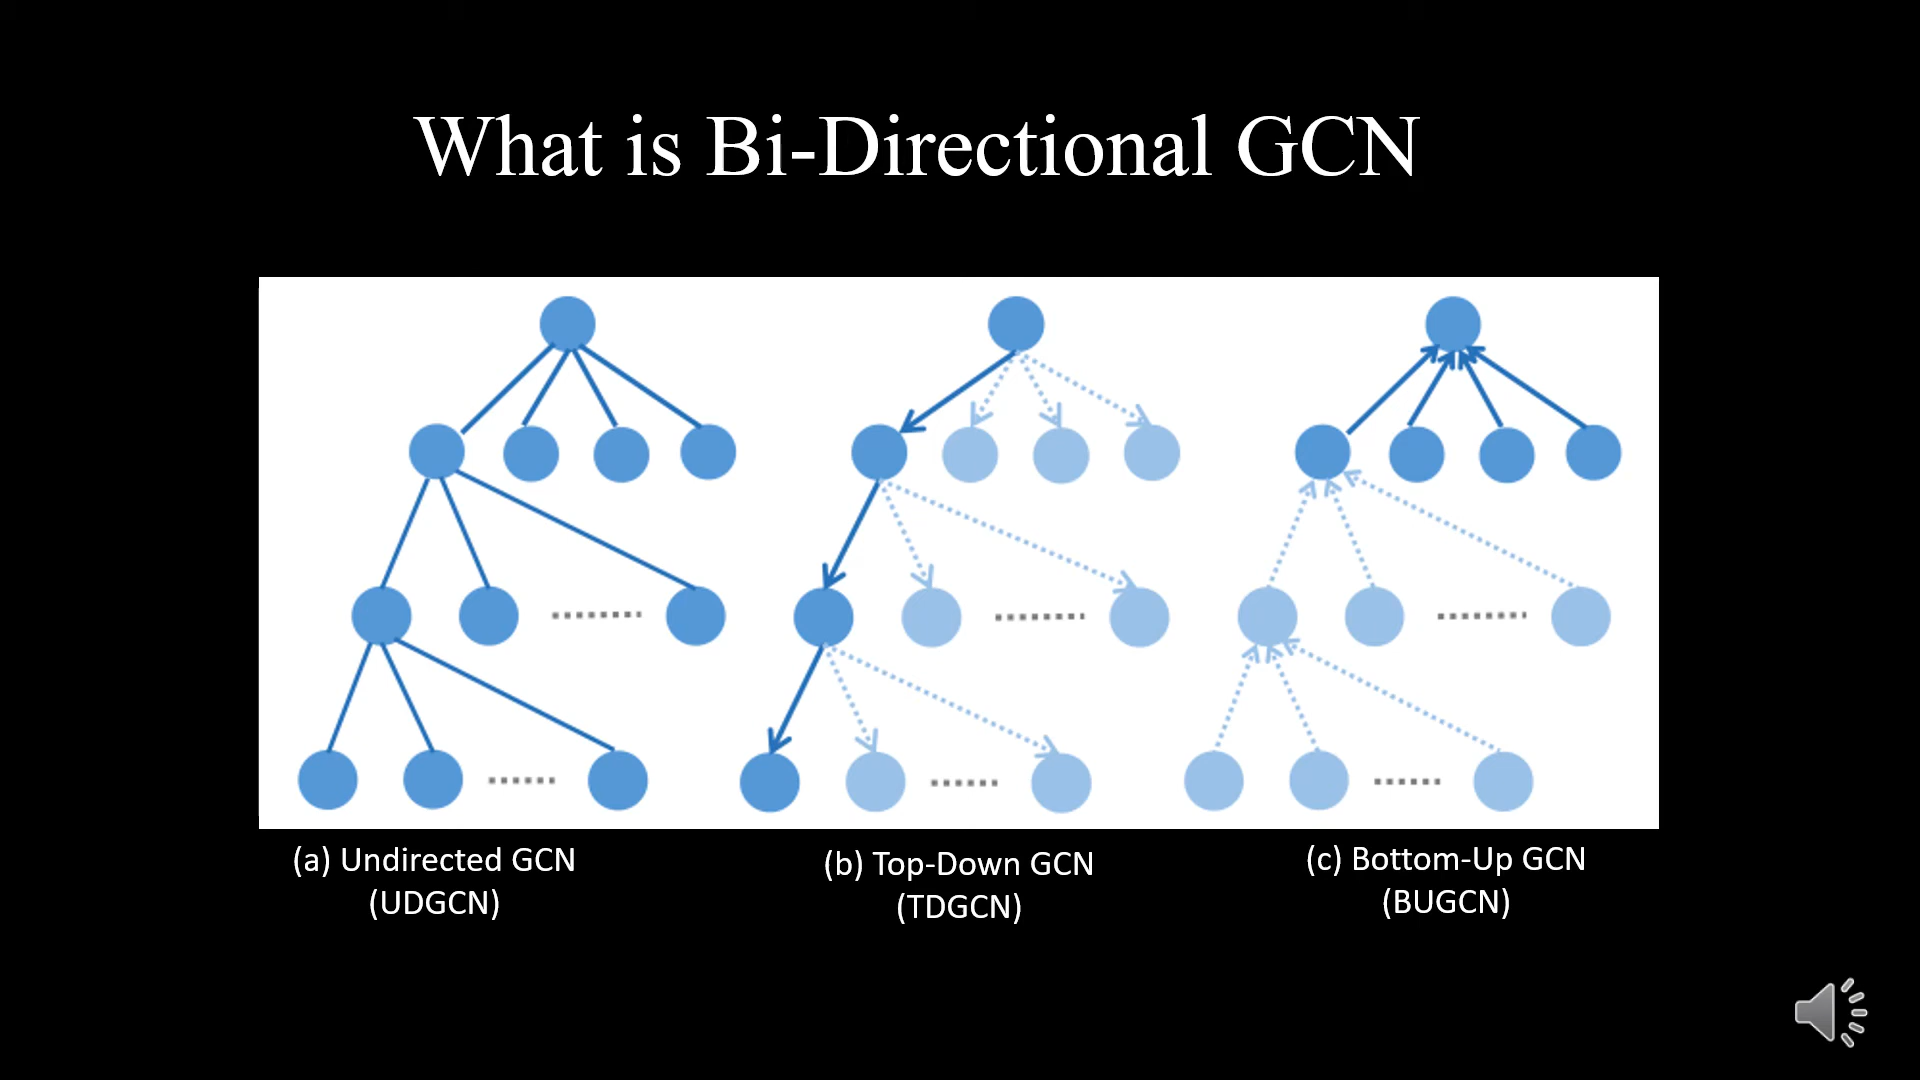 What is Bi-Directional GCN
(a) Undirected GCN
(UDGCN)
(b) Top-Down GCN
(TDGCN)
(c) Bottom-Up GCN
(BUGCN)